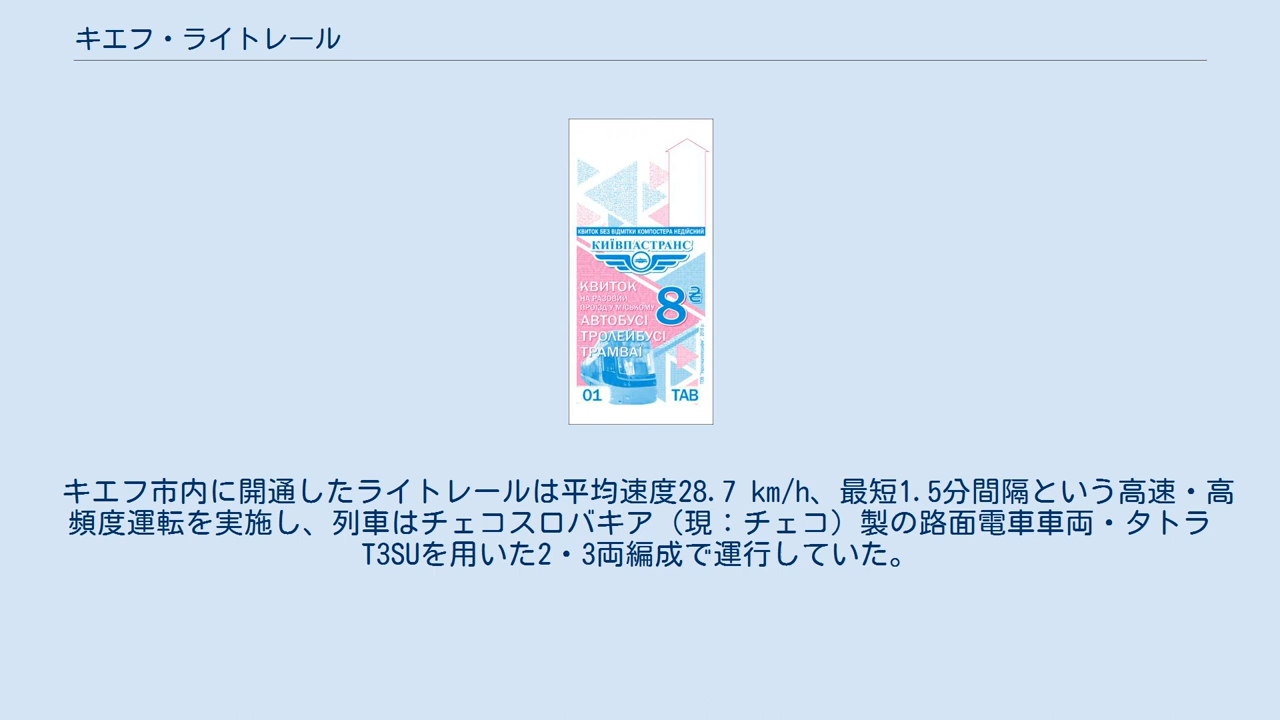 キエフ・ライトレール
КВИТОК БЕЗ ВІДМІТКИ КОМПОСТЕРА НЕДІЙСНИЙ
КИЇВПАСТРАНС
КВИТОК
НА РАЗОВИЙ
ПРОЇЗД У МІСЬКОМУ
8₴
АВТОБУСІ
ТРОЛЕЙБУСІ
ТРАМВАЇ
01 ТАВ
キエフ市内に開通したライトレールは平均速度28.7 km/h、最短1.5分間隔という高速・高
頻度運転を実施し、列車はチェコスロバキア（現：チェコ）製の路面電車車両・タトラ
T3SUを用いた2・3両編成で運行していた。